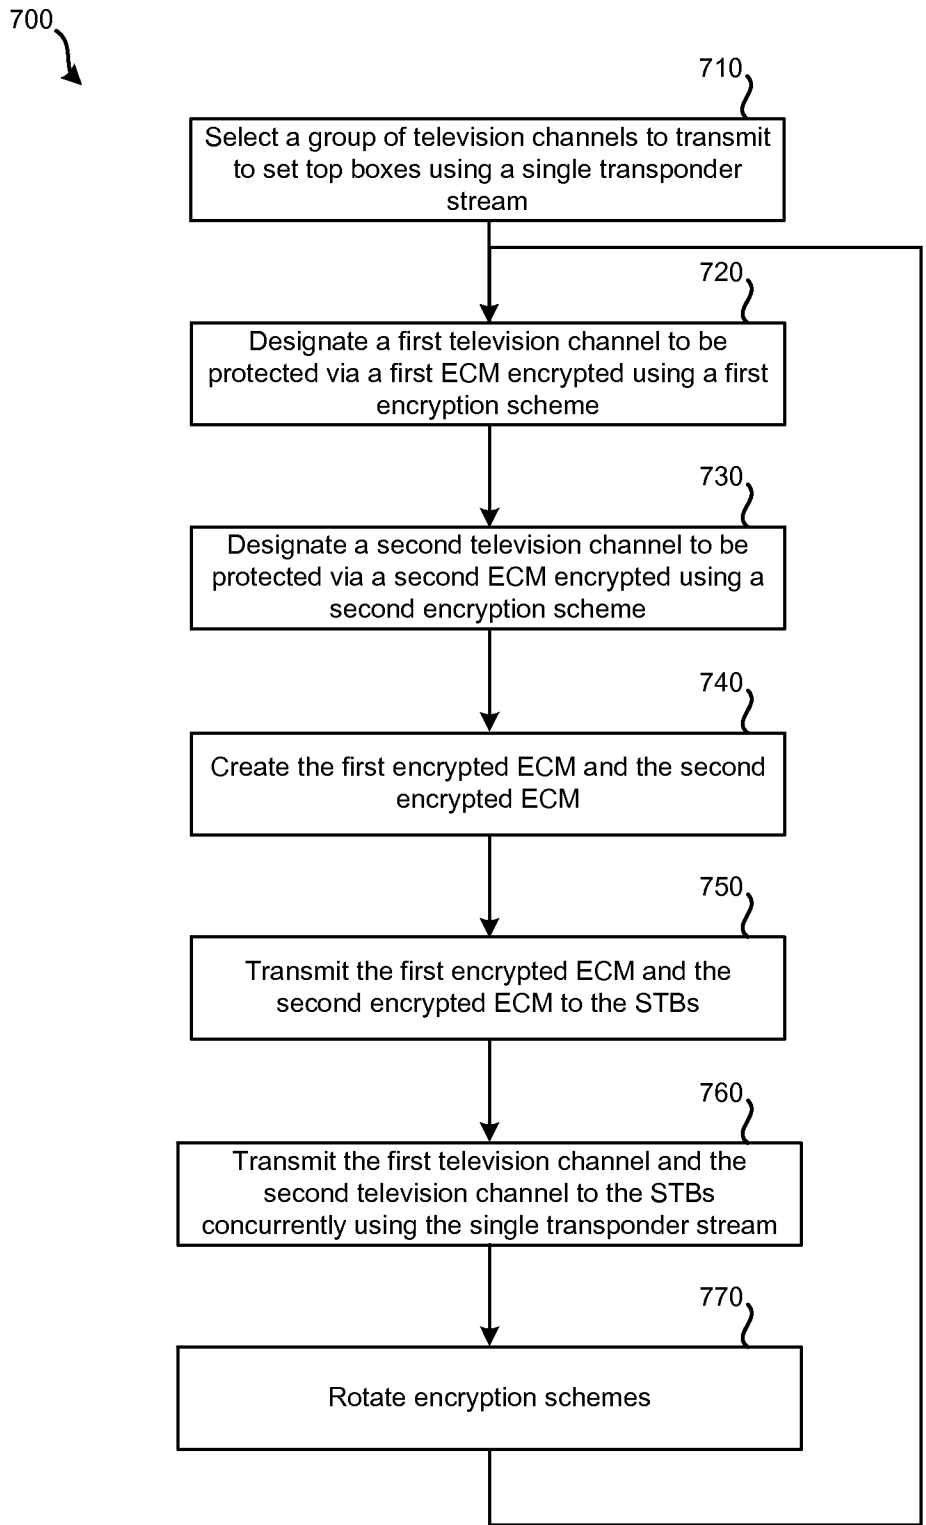 700
710
Select a group of television channels to transmit
to set top boxes using a single transponder
stream
720
Designate a first television channel to be
protected via a first ECM encrypted using a first
encryption scheme
730
Designate a second television channel to be
protected via a second ECM encrypted using a
second encryption scheme
740
Create the first encrypted ECM and the second
encrypted ECM
750
Transmit the first encrypted ECM and the
second encrypted ECM to the STBs
760
Transmit the first television channel and the
second television channel to the STBs
concurrently using the single transponder stream
770
Rotate encryption schemes